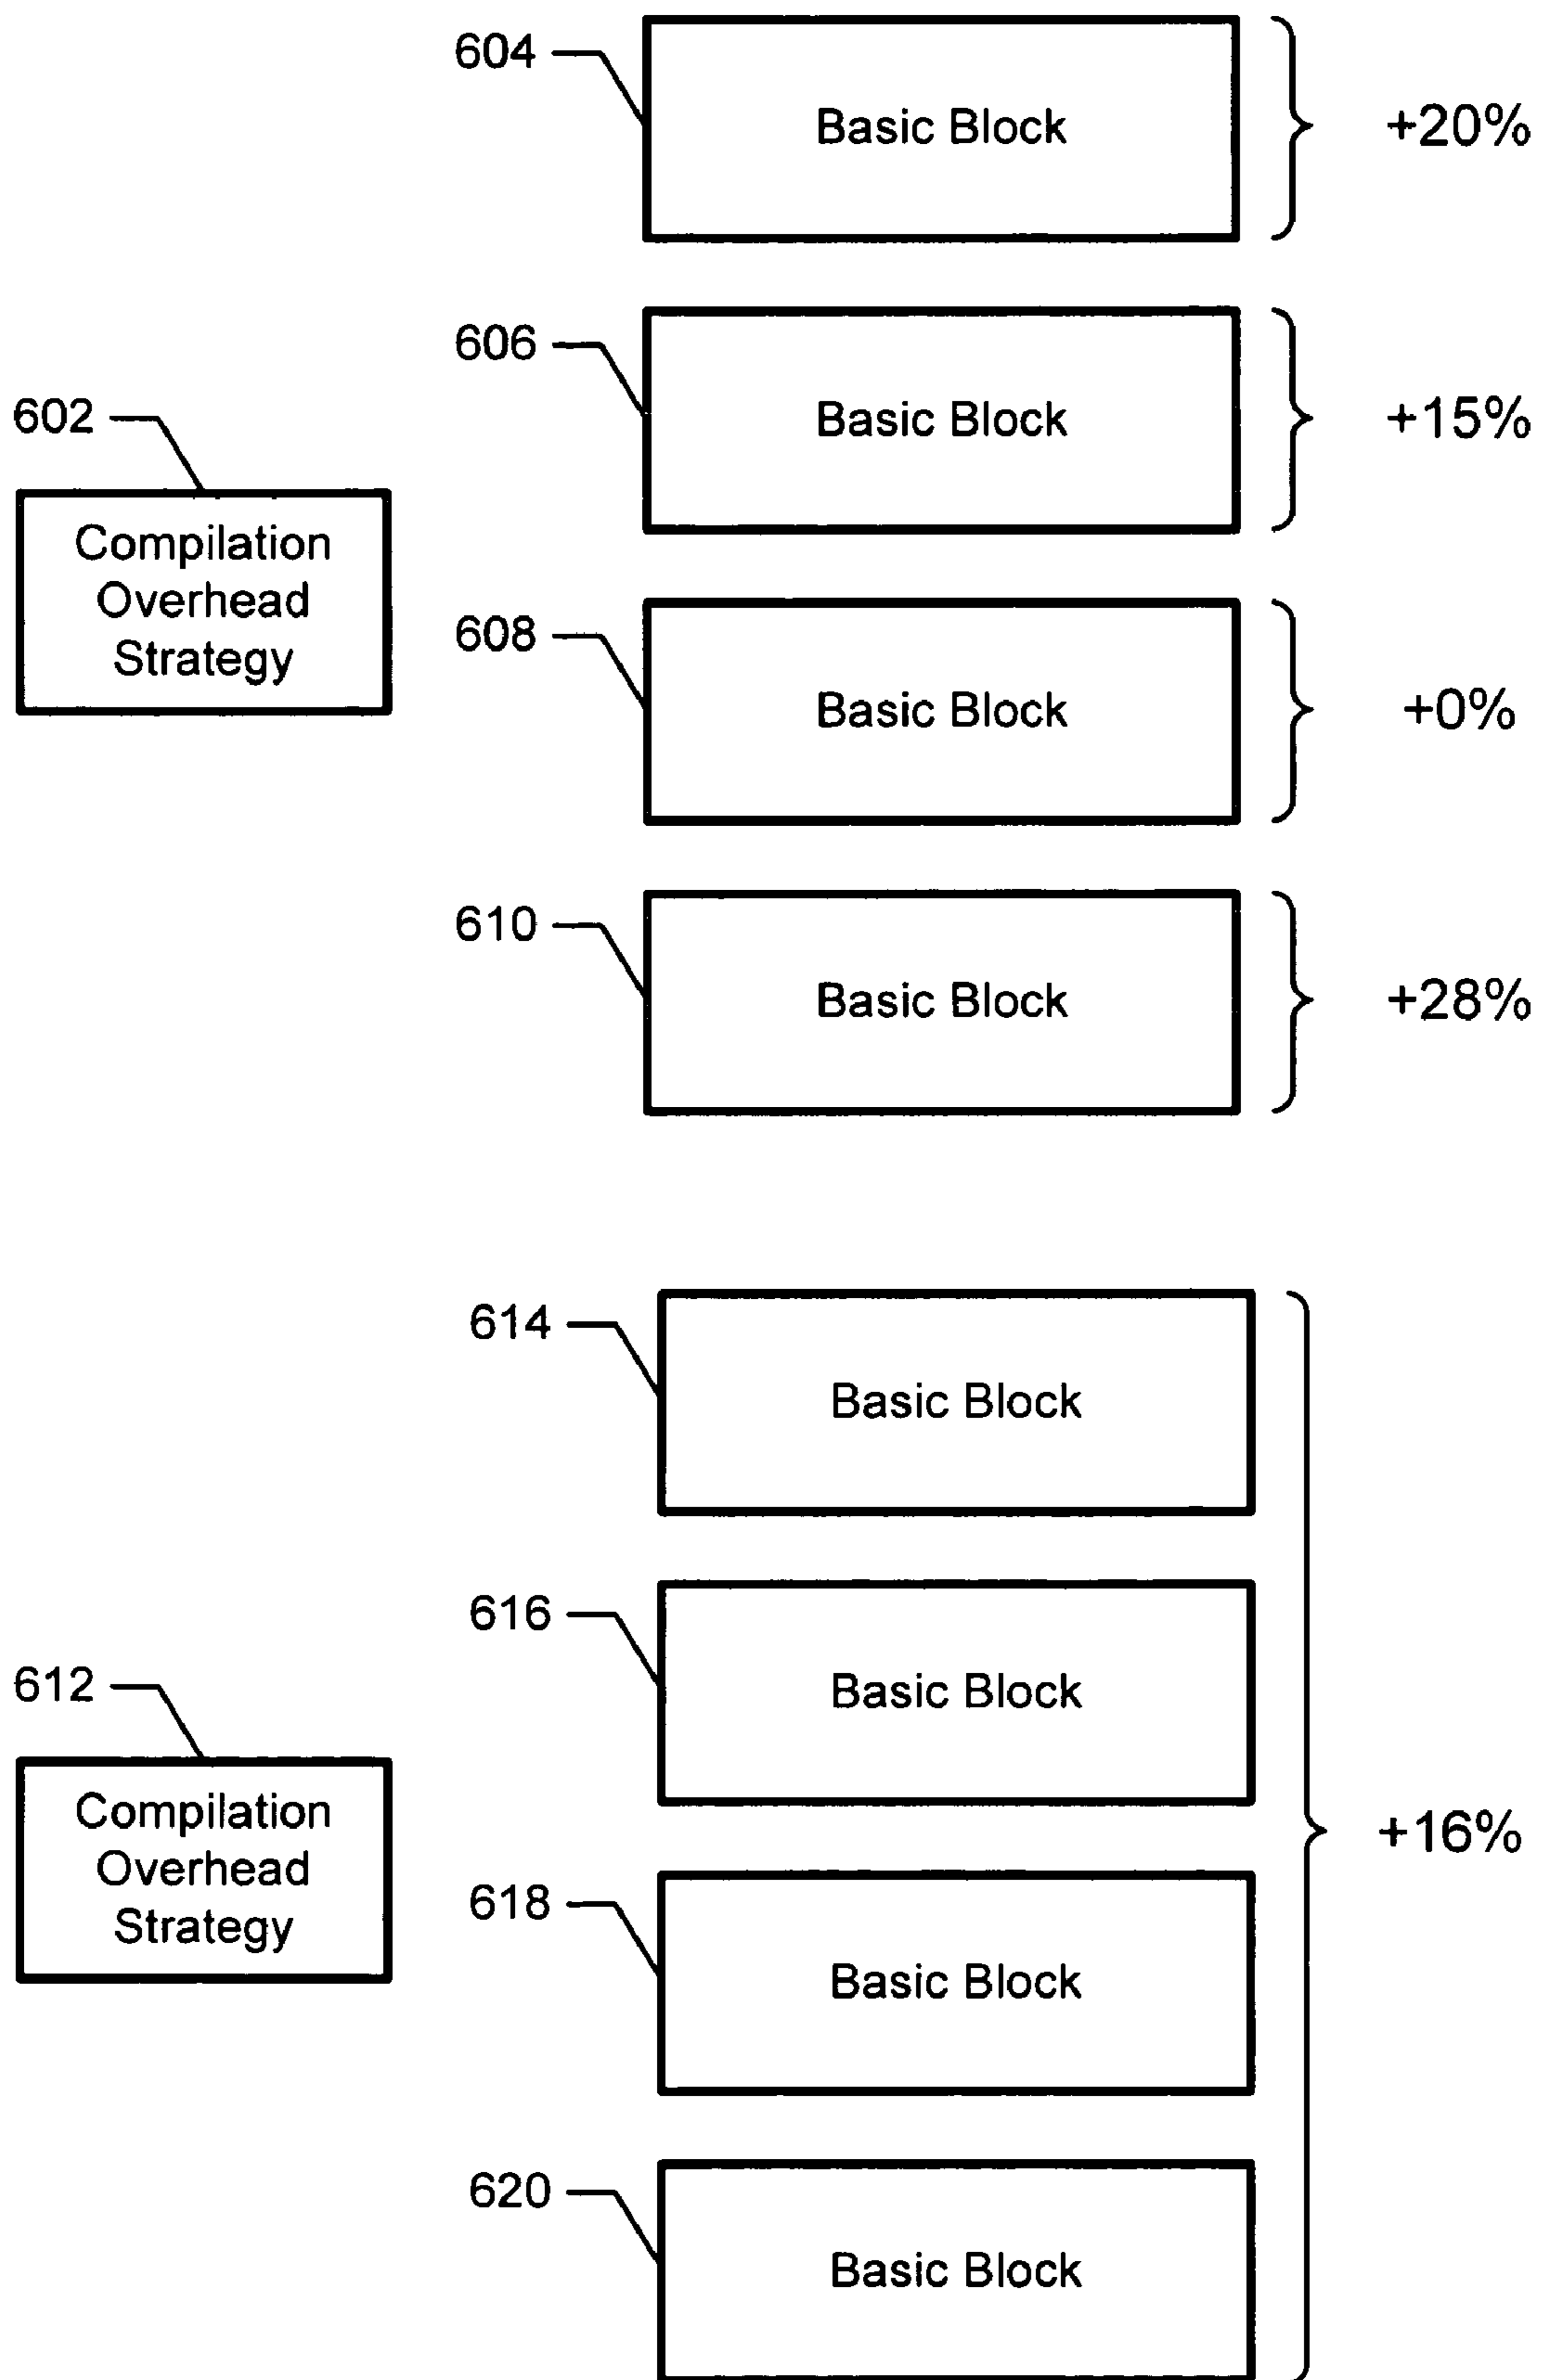 604
Basic Block
+20%
606
Basic Block
+15%
602
Compilation
Overhead
Strategy
608
Basic Block
+0%
610
Basic Block
+28%
614
Basic Block
616
Basic Block
612
Compilation
Overhead
Strategy
+16%
618
Basic Block
620
Basic Block